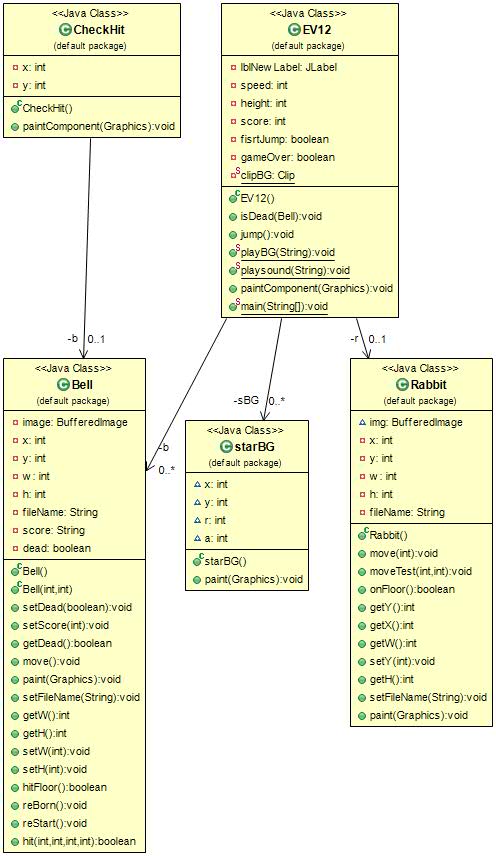 <<Java Class>>
CheckHit
(default package)
x: int
y: int
CheckHit()
paintComponent(Graphics):void
<<Java Class>>
EV12
(default package)
lblNew Label: JLabel
speed: int
height: int
score: int
fisrtJump: boolean
gameOver: boolean
clipBG: Clip
EV12()
isDead(Bell):void
jump():void
playBG(String):void
playsound(String):void
paintComponent(Graphics):void
main(String[]):void
-b 0..1
-b
0..*
-sBG 0..*
-r 0..1
<<Java Class>>
Bell
(default package)
image: BufferedImage
x: int
y: int
w: int
h: int
fileName: String
score: String
dead: boolean
Bell()
Bell(int,int)
setDead(boolean):void
setScore(int):void
getDead():boolean
move():void
paint(Graphics):void
setFileName(String):void
getW():int
getH():int
setW(int):void
setH(int):void
hitFloor():boolean
reBorn():void
reStart():void
hit(int,int,int,int):boolean
<<Java Class>>
starBG
(default package)
x: int
y: int
r: int
a: int
starBG()
paint(Graphics):void
<<Java Class>>
Rabbit
(default package)
img: BufferedImage
x: int
y: int
w: int
h: int
fileName: String
Rabbit()
move(int):void
moveTest(int,int):void
onFloor():boolean
getY():int
getX():int
getW():int
setY(int):void
getH():int
setFileName(String):void
paint(Graphics):void